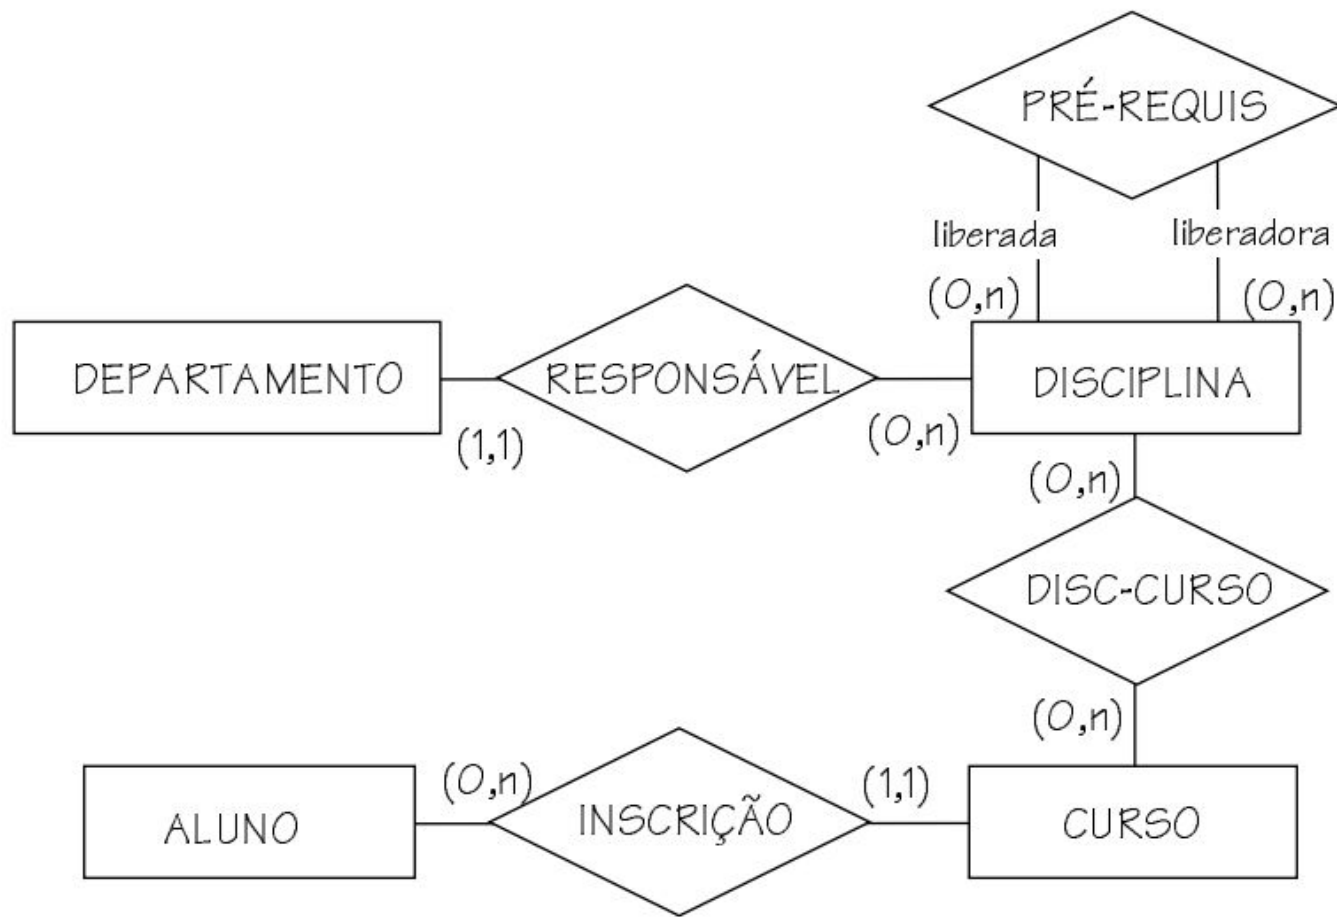 PRÉ-REQUIS
liberada
liberadora
(0,n)
(0,n)
DEPARTAMENTO
RESPONSÁVEL
DISCIPLINA
(1,1)
(0,n)
(0,n)
DISC-CURSO
(0,n)
(0,n)
(1,1)
ALUNO
INSCRIÇÃO
CURSO